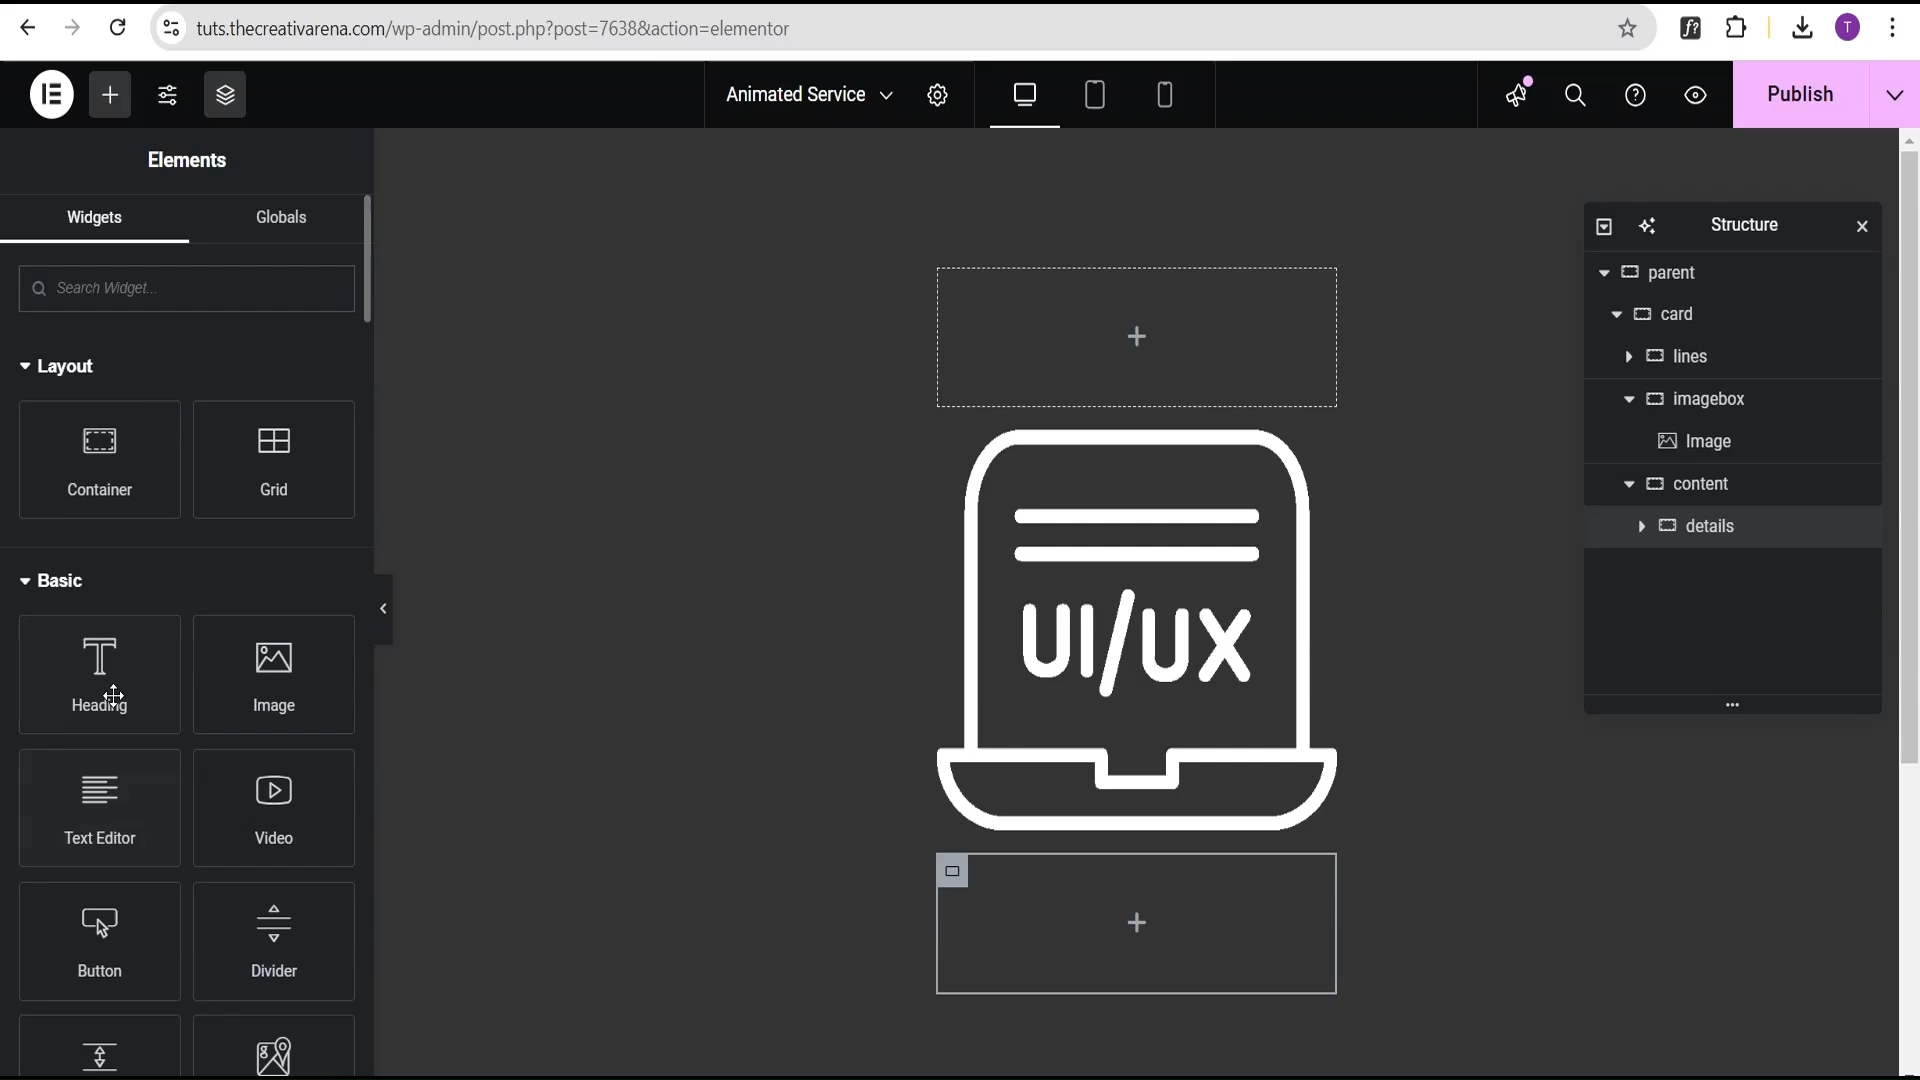 tuts.thecreativarena.com/wp-admin/post.php?post=7638&action=elementor
f?
T
Animated Service
Publish
Elements
Widgets
Globals
Search Widget...
Layout
Container
Grid
Basic
Heading
Image
Text Editor
Video
Button
Divider
UI/UX
Structure
parent
card
lines
imagebox
Image
content
details